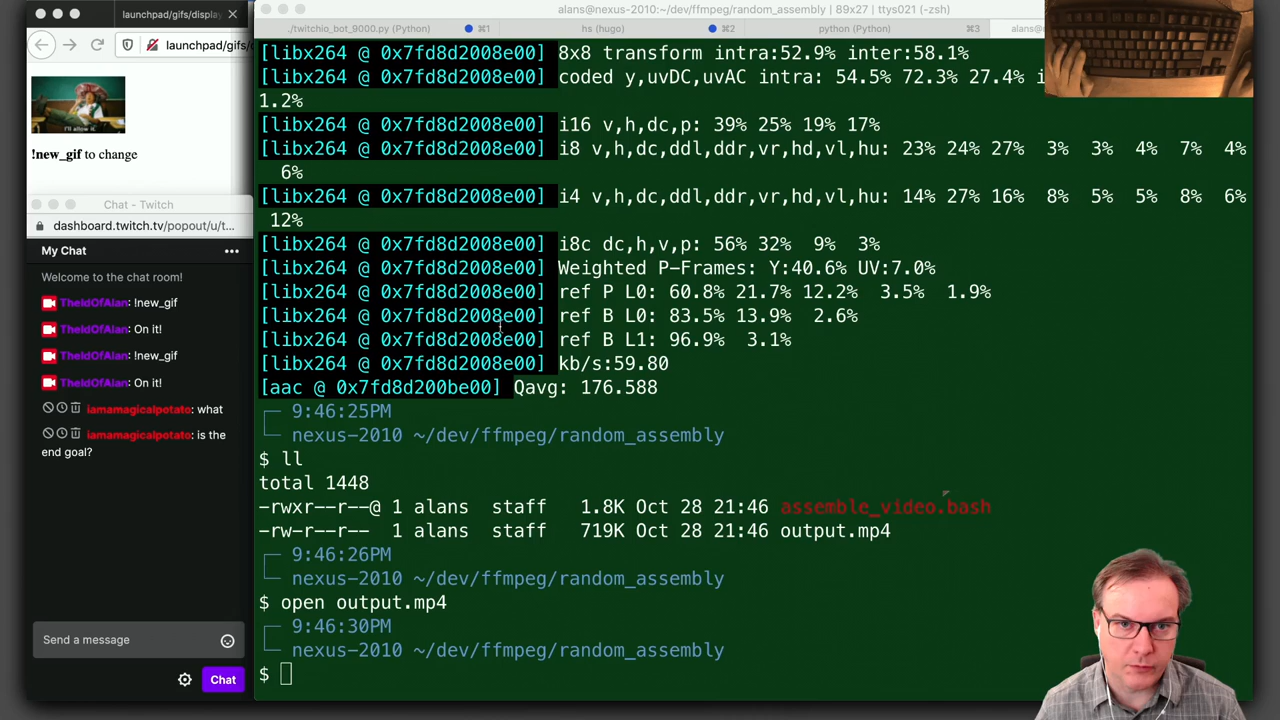 launchpad/gifs/display
launchpad/gifs/d
I'll allow it.
!new_gif to change
Chat - Twitch
dashboard.twitch.tv/popout/u/t...
My Chat
Welcome to the chat room!
TheIdOfAlan: !new_gif
TheIdOfAlan: On it!
TheIdOfAlan: !new_gif
TheIdOfAlan: On it!
iamamagicalpotato: what
iamamagicalpotato: is the
end goal?
Send a message
Chat
alans@nexus-2010:~/dev/ffmpeg/random_assembly | 89x27 | ttys021 (-zsh)
./twitchio_bot_9000.py (Python) ⌘1
hs (hugo) ⌘2
python (Python) ⌘3
alans@nex
[libx264 @ 0x7fd8d2008e00] 8x8 transform intra:52.9% inter:58.1%
[libx264 @ 0x7fd8d2008e00] coded y,uvDC,uvAC intra: 54.5% 72.3% 27.4% i
1.2%
[libx264 @ 0x7fd8d2008e00] i16 v,h,dc,p: 39% 25% 19% 17%
[libx264 @ 0x7fd8d2008e00] i8 v,h,dc,ddl,ddr,vr,hd,vl,hu: 23% 24% 27% 3% 3% 4% 7% 4%
6%
[libx264 @ 0x7fd8d2008e00] i4 v,h,dc,ddl,ddr,vr,hd,vl,hu: 14% 27% 16% 8% 5% 5% 8% 6%
12%
[libx264 @ 0x7fd8d2008e00] i8c dc,h,v,p: 56% 32% 9% 3%
[libx264 @ 0x7fd8d2008e00] Weighted P-Frames: Y:40.6% UV:7.0%
[libx264 @ 0x7fd8d2008e00] ref P L0: 60.8% 21.7% 12.2% 3.5% 1.9%
[libx264 @ 0x7fd8d2008e00] ref B L0: 83.5% 13.9% 2.6%
[libx264 @ 0x7fd8d2008e00] ref B L1: 96.9% 3.1%
[libx264 @ 0x7fd8d2008e00] kb/s:59.80
[aac @ 0x7fd8d200be00] Qavg: 176.588
9:46:25PM
nexus-2010 ~/dev/ffmpeg/random_assembly
$ ll
total 1448
-rwxr--r--@ 1 alans staff 1.8K Oct 28 21:46 assemble_video.bash
-rw-r--r-- 1 alans staff 719K Oct 28 21:46 output.mp4
9:46:26PM
nexus-2010 ~/dev/ffmpeg/random_assembly
$ open output.mp4
9:46:30PM
nexus-2010 ~/dev/ffmpeg/random_assembly
$